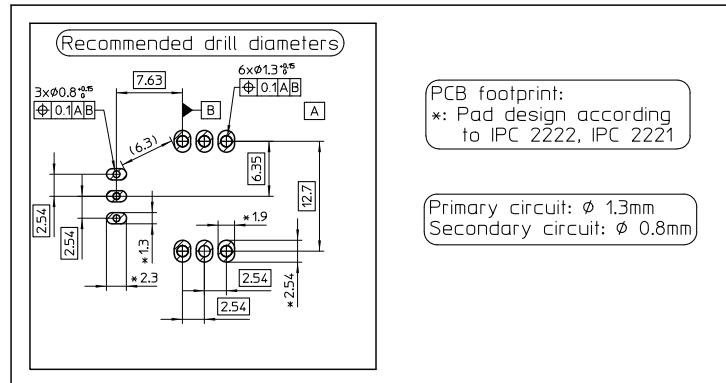 Recommended drill diameters
3xØ0.8 +0.15 0
⌖ 0.1 A B
7.63
6xØ1.3 +0.15 0
⌖ 0.1 A B
B
A
(6.3)
6.35
12.7
2.54
2.54
* 1.3
* 2.3
* 1.9
2.54
2.54
* 2.54
PCB footprint:
*: Pad design according
to IPC 2222, IPC 2221
Primary circuit: Ø 1.3mm
Secondary circuit: Ø 0.8mm